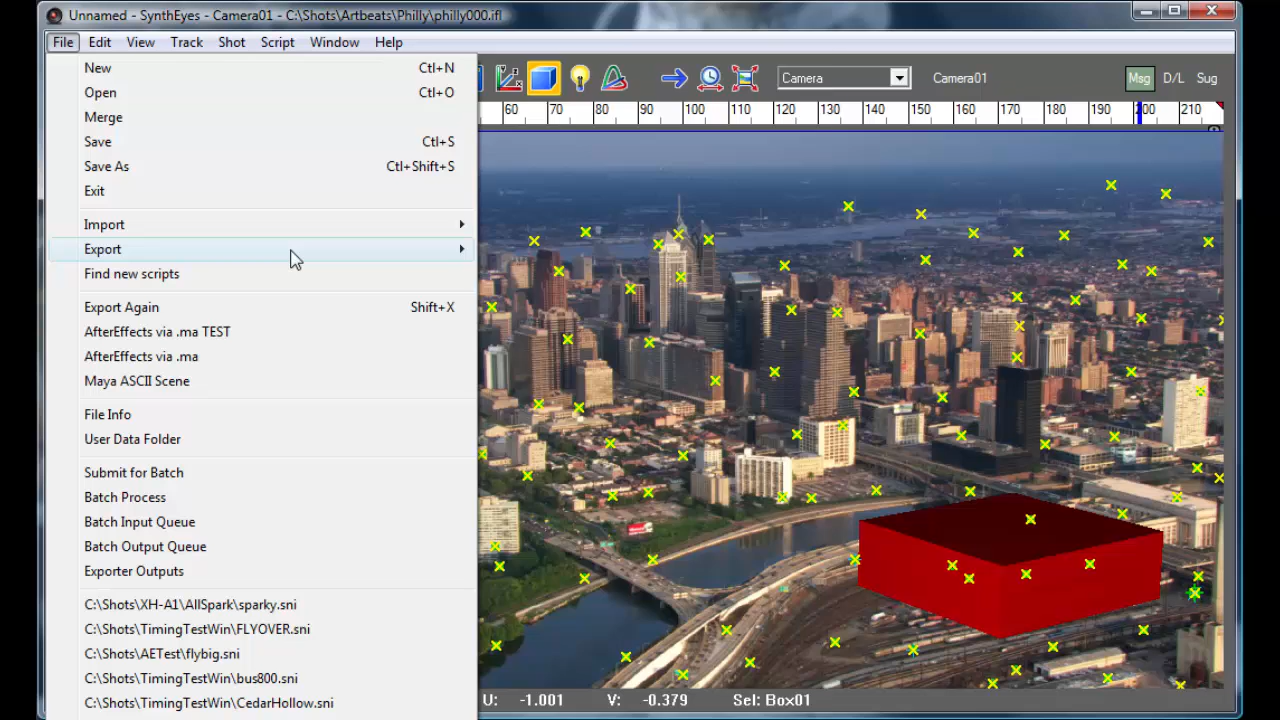 Unnamed - SynthEyes - Camera01 - C:\Shots\Artbeats\Philly\philly000.ifl
File Edit View Track Shot Script Window Help
New Ctl+N
Open Ctl+O
Merge
Save Ctl+S
Save As Ctl+Shift+S
Exit
Import
Export
Find new scripts
Export Again Shift+X
AfterEffects via .ma TEST
AfterEffects via .ma
Maya ASCII Scene
File Info
User Data Folder
Submit for Batch
Batch Process
Batch Input Queue
Batch Output Queue
Exporter Outputs
C:\Shots\XH-A1\AllSpark\sparky.sni
C:\Shots\TimingTestWin\FLYOVER.sni
C:\Shots\AETest\flybig.sni
C:\Shots\TimingTestWin\bus800.sni
C:\Shots\TimingTestWin\CedarHollow.sni
Camera Camera01 Msg D/L Sug
60 70 80 90 100 110 120 130 140 150 160 170 180 190 200 210
U: -1.001 V: -0.379 Sel: Box01